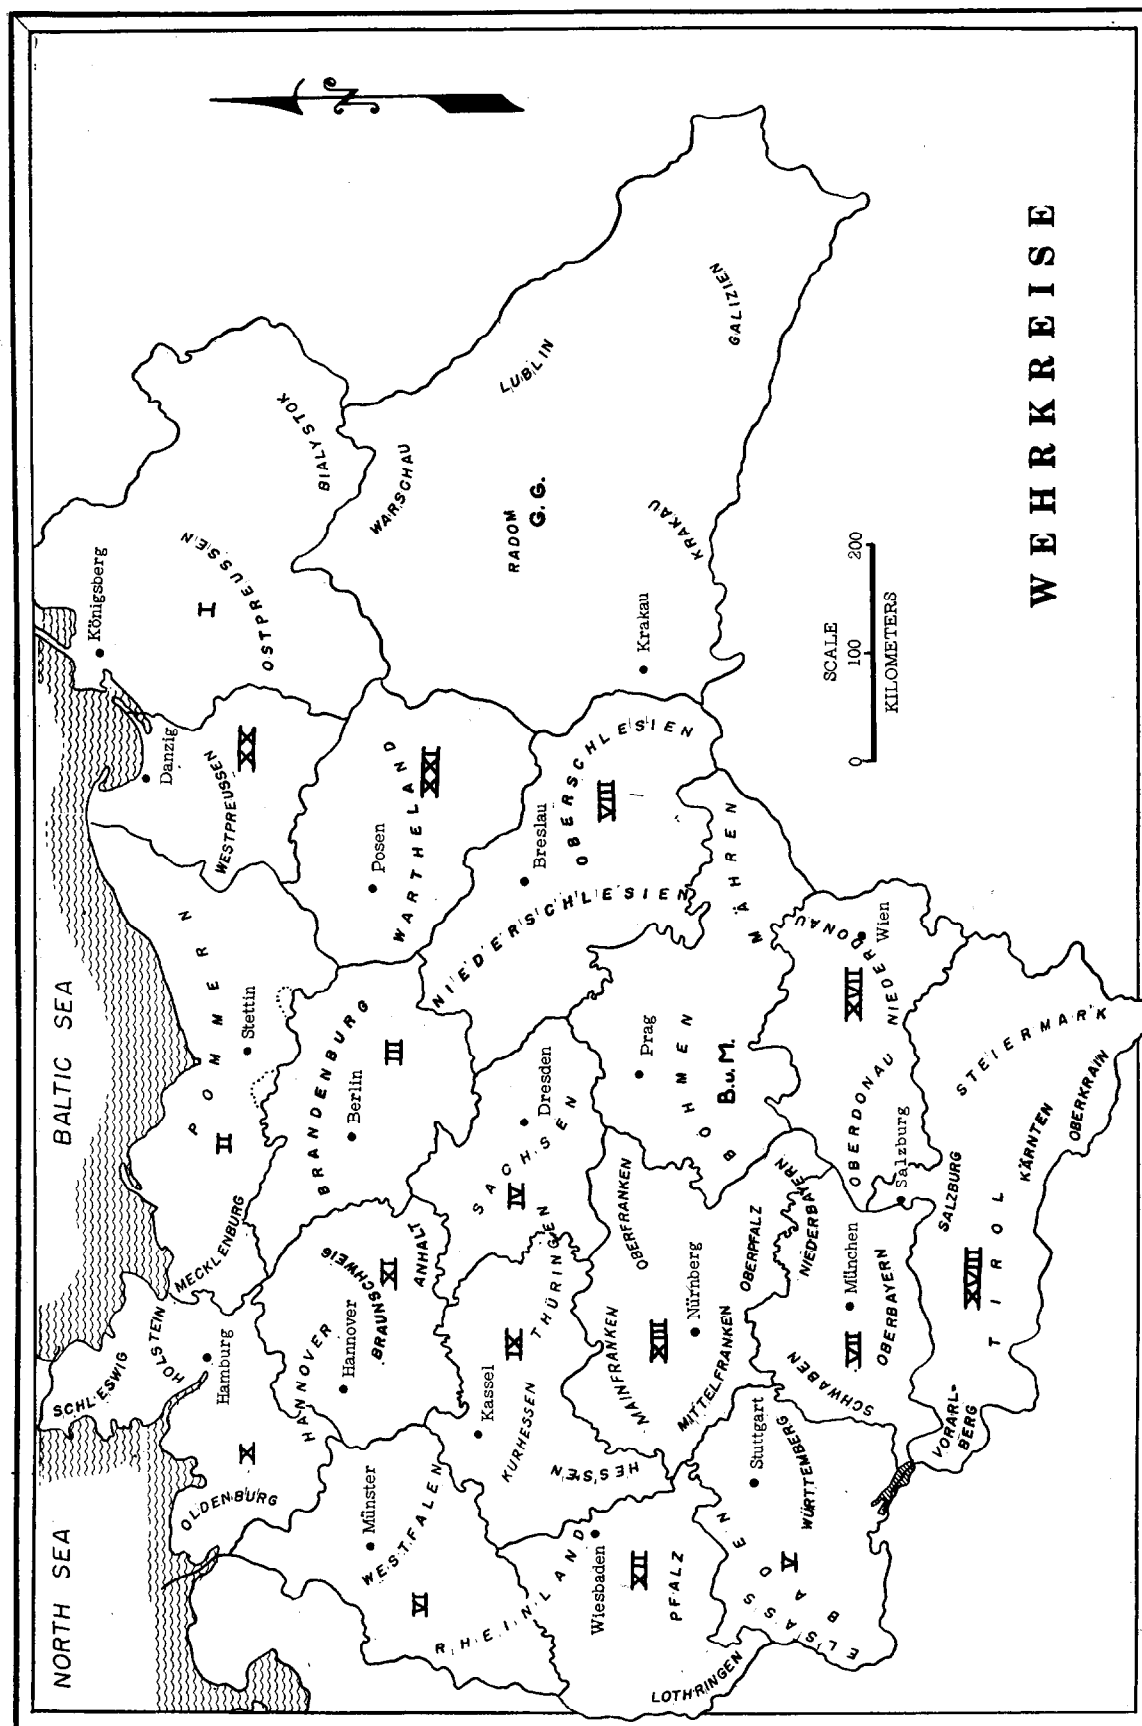 WEHRKREISE
NORTH SEA
BALTIC SEA
N
SCHLESWIG
HOLSTEIN
MECKLENBURG
Hamburg
X
OLDENBURG
HANNOVER
Hannover
BRAUNSCHWEIG
XI
ANHALT
POMMERN
II
Stettin
BRANDENBURG
III
Berlin
Danzig
WESTPREUSSEN
XX
Königsberg
I
OSTPREUSSEN
BIALYSTOK
Posen
WARTHELAND
XXI
WARSCHAU
LUBLIN
RADOM
G.G.
KRAKAU
Krakau
GALIZIEN
Münster
WESTFALEN
VI
RHEINLAND
Kassel
KURHESSEN
IX
THÜRINGEN
HESSEN
SACHSEN
IV
Dresden
Breslau
NIEDERSCHLESIEN
OBERSCHLESIEN
VIII
Wiesbaden
XII
PFALZ
LOTHRINGEN
MAINFRANKEN
OBERFRANKEN
XIII
Nürnberg
MITTELFRANKEN
OBERPFALZ
NIEDERBAYERN
Prag
BÖHMEN
B.u.M.
MÄHREN
ELSASS
BADEN
V
Stuttgart
WÜRTTEMBERG
SCHWABEN
VII
München
OBERBAYERN
OBERDONAU
Salzburg
XVII
NIEDERDONAU
Wien
VORARL-
BERG
TIROL
XVIII
SALZBURG
KÄRNTEN
STEIERMARK
OBERKRAIN
SCALE
0 100 200
KILOMETERS